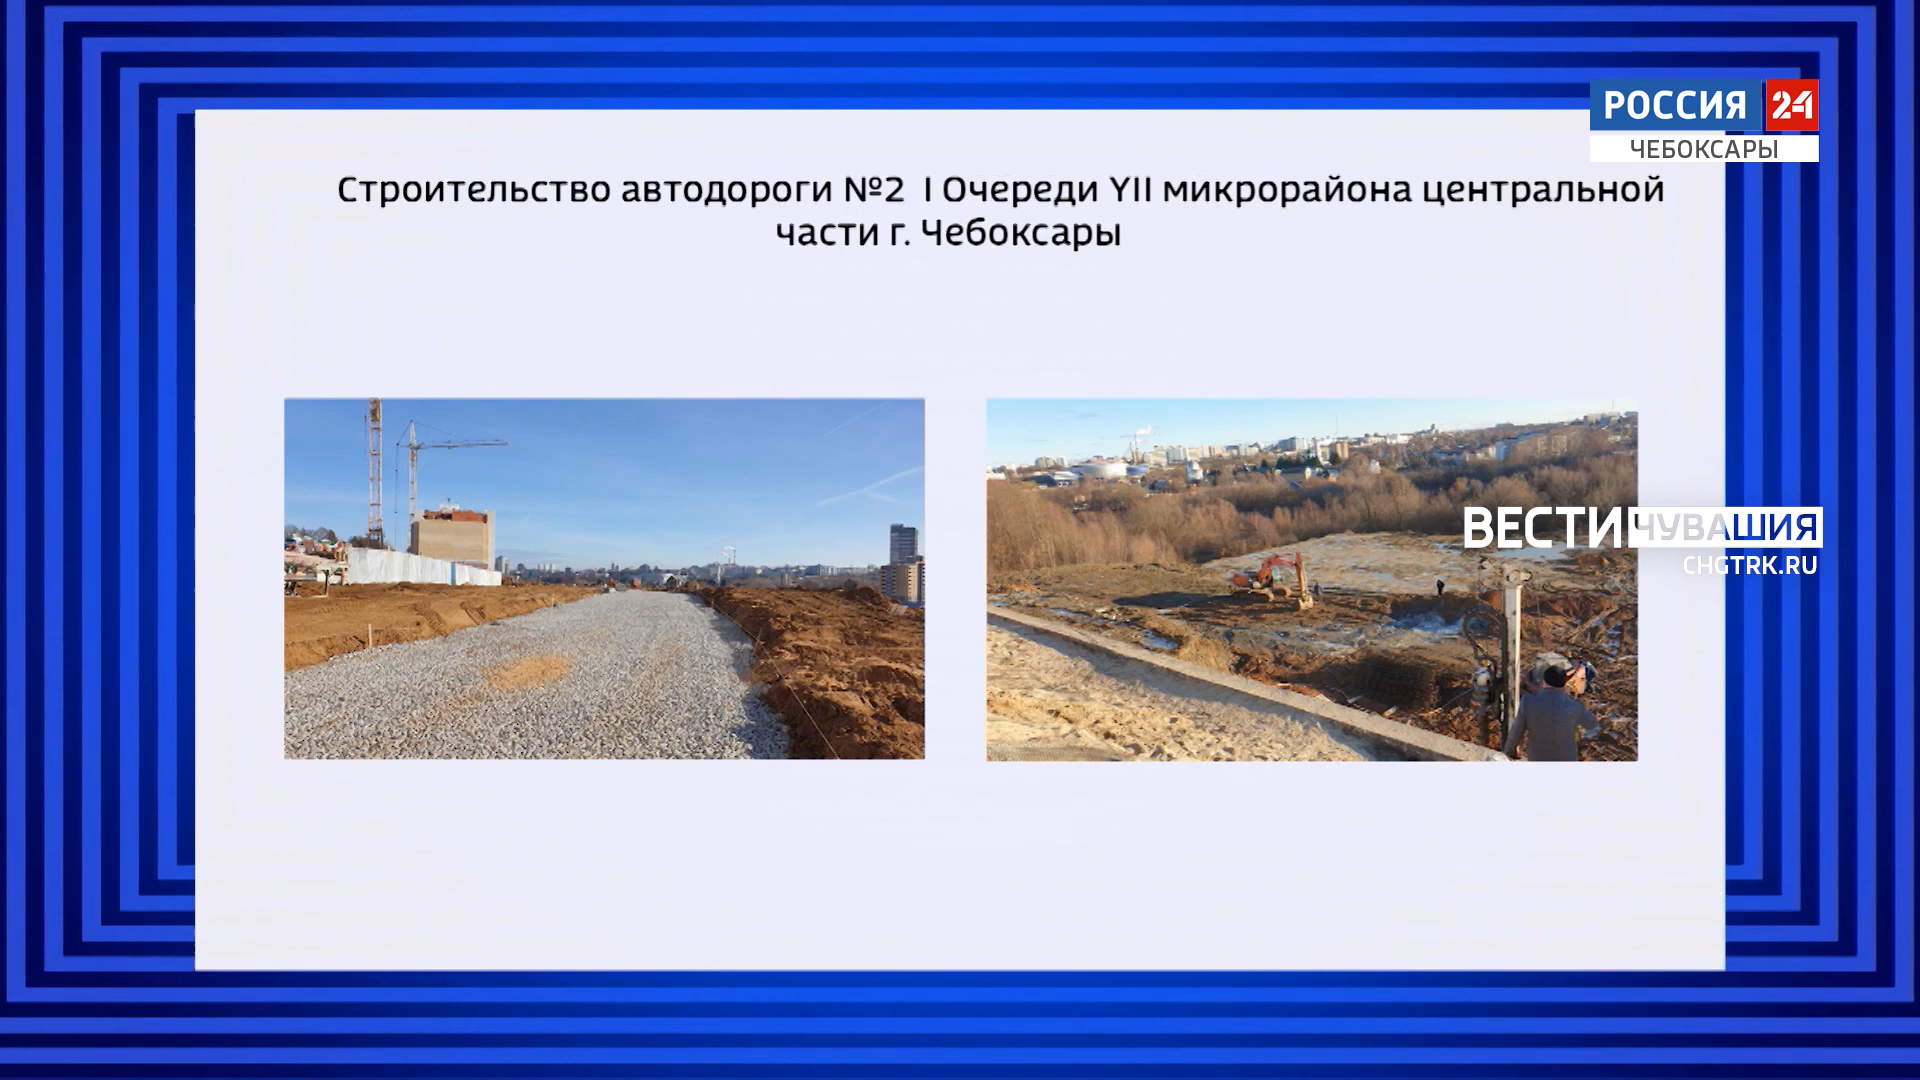 РОССИЯ 24
ЧЕБОКСАРЫ
Строительство автодороги №2 I Очереди YII микрорайона центральной
части г. Чебоксары
ВЕСТИ ЧУВАШИЯ
CHGTRK.RU